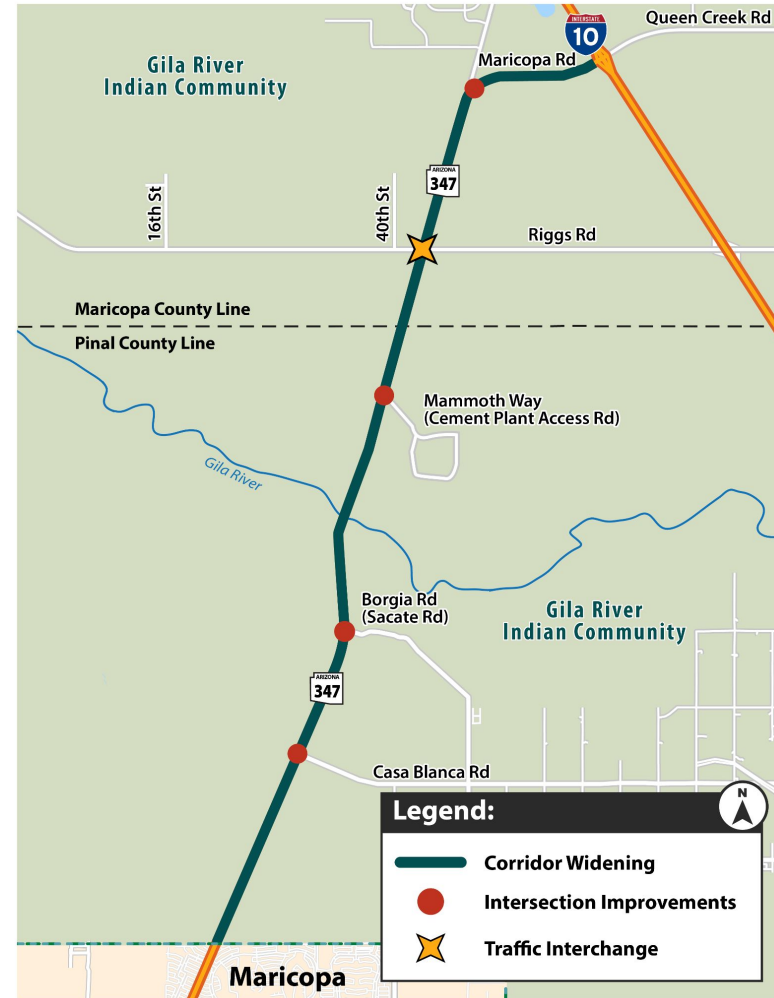 INTERSTATE
10
Queen Creek Rd
Gila River
Indian Community
Maricopa Rd
ARIZONA
347
16th St
40th St
Riggs Rd
Maricopa County Line
Pinal County Line
Mammoth Way
(Cement Plant Access Rd)
Gila River
Borgia Rd
(Sacate Rd)
Gila River
Indian Community
ARIZONA
347
Casa Blanca Rd
N
Legend:
Corridor Widening
Intersection Improvements
Traffic Interchange
Maricopa